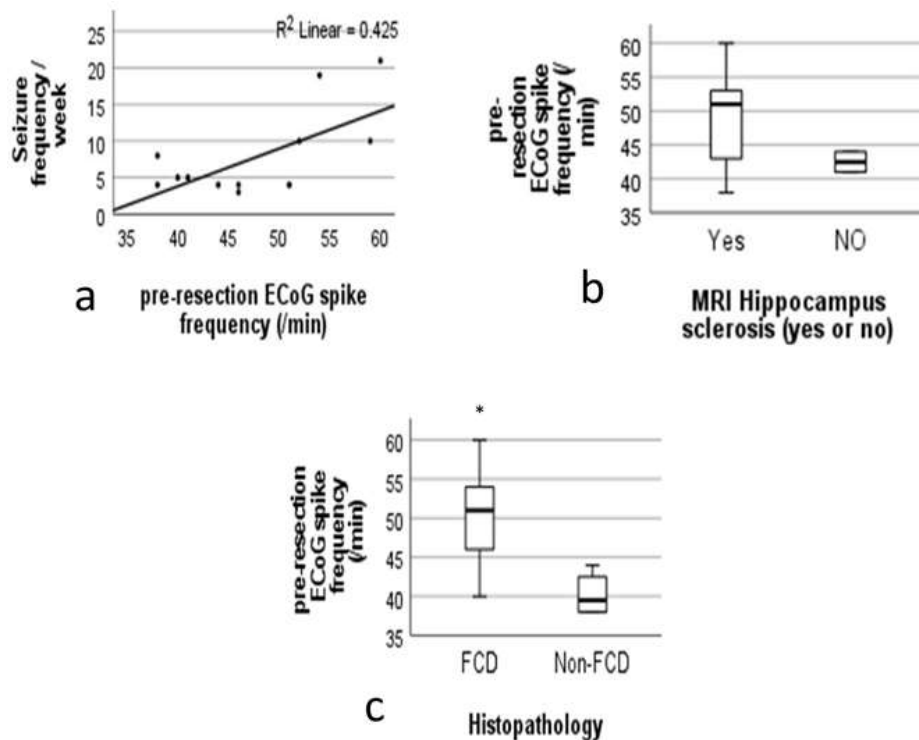 R² Linear = 0.425
Seizure
frequency /
week
25
20
15
10
5
0
35 40 45 50 55 60
pre-resection ECoG spike
frequency (/min)
a
pre-
resection
ECoG spike
frequency (/
min)
60
55
50
45
40
35
Yes NO
MRI Hippocampus
sclerosis (yes or no)
b
*
pre-resection
ECoG spike
frequency
(/min)
60
55
50
45
40
35
FCD Non-FCD
Histopathology
c